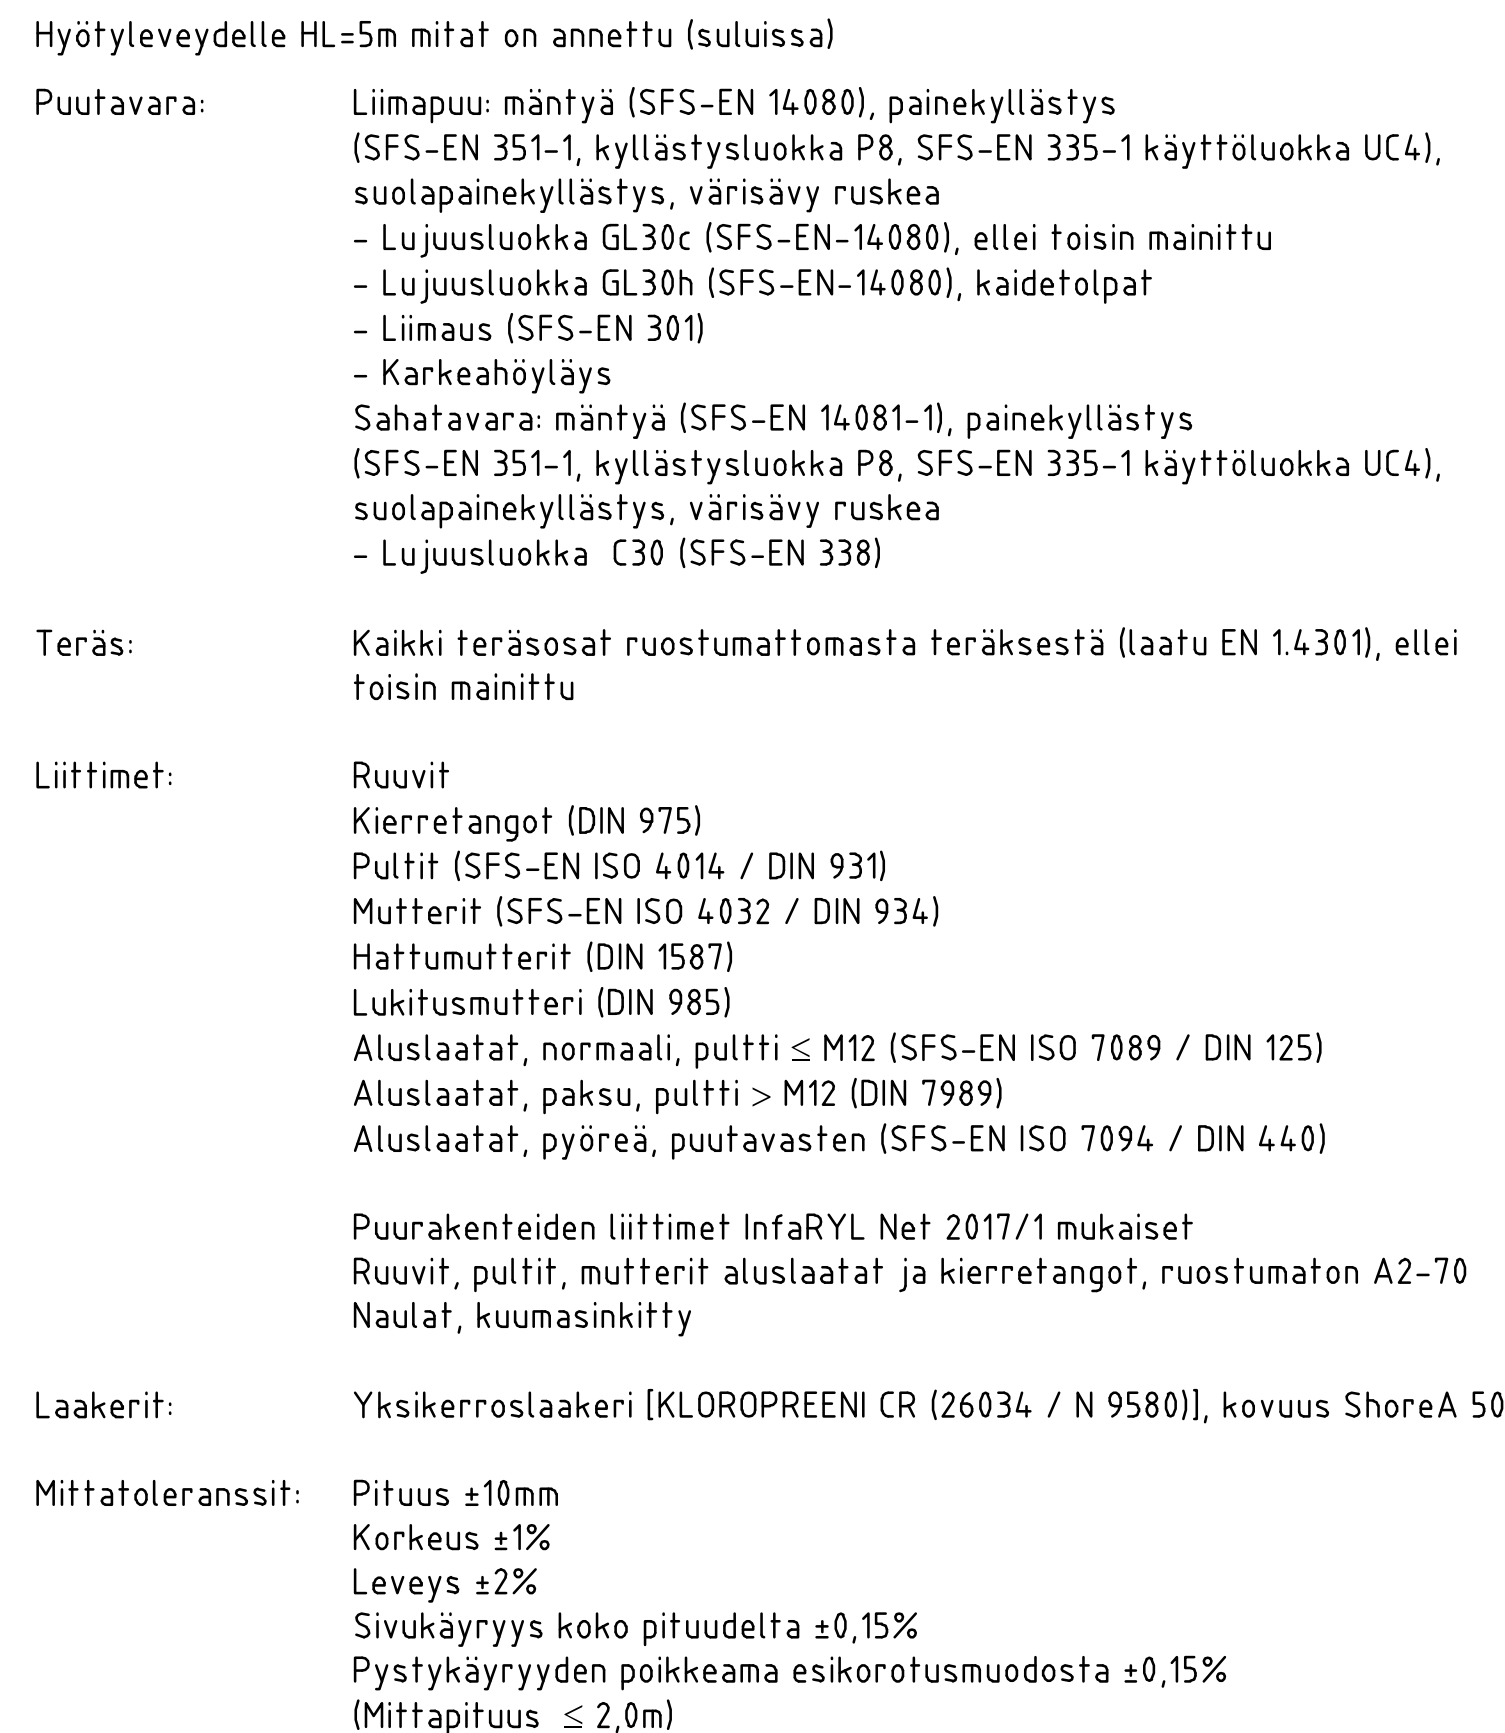 Hyötyleveydelle HL=5m mitat on annettu (suluissa)
Puutavara: Liimapuu: mäntyä (SFS-EN 14080), painekyllästys
(SFS-EN 351-1, kyllästysluokka P8, SFS-EN 335-1 käyttöluokka UC4),
suolapainekyllästys, värisävy ruskea
- Lujuusluokka GL30c (SFS-EN-14080), ellei toisin mainittu
- Lujuusluokka GL30h (SFS-EN-14080), kaidetolpat
- Liimaus (SFS-EN 301)
- Karkeahöyläys
Sahatavara: mäntyä (SFS-EN 14081-1), painekyllästys
(SFS-EN 351-1, kyllästysluokka P8, SFS-EN 335-1 käyttöluokka UC4),
suolapainekyllästys, värisävy ruskea
- Lujuusluokka C30 (SFS-EN 338)
Teräs: Kaikki teräsosat ruostumattomasta teräksestä (laatu EN 1.4301), ellei
toisin mainittu
Liittimet: Ruuvit
Kierretangot (DIN 975)
Pultit (SFS-EN ISO 4014 / DIN 931)
Mutterit (SFS-EN ISO 4032 / DIN 934)
Hattumutterit (DIN 1587)
Lukitusmutteri (DIN 985)
Aluslaatat, normaali, pultti ≤ M12 (SFS-EN ISO 7089 / DIN 125)
Aluslaatat, paksu, pultti > M12 (DIN 7989)
Aluslaatat, pyöreä, puutavasten (SFS-EN ISO 7094 / DIN 440)
Puurakenteiden liittimet InfaRYL Net 2017/1 mukaiset
Ruuvit, pultit, mutterit aluslaatat ja kierretangot, ruostumaton A2-70
Naulat, kuumasinkitty
Laakerit: Yksikerroslaakeri [KLOROPREENI CR (26034 / N 9580)], kovuus ShoreA 50
Mittatoleranssit: Pituus ±10mm
Korkeus ±1%
Leveys ±2%
Sivukäyryys koko pituudelta ±0,15%
Pystykäyryyden poikkeama esikorotusmuodosta ±0,15%
(Mittapituus ≤ 2,0m)